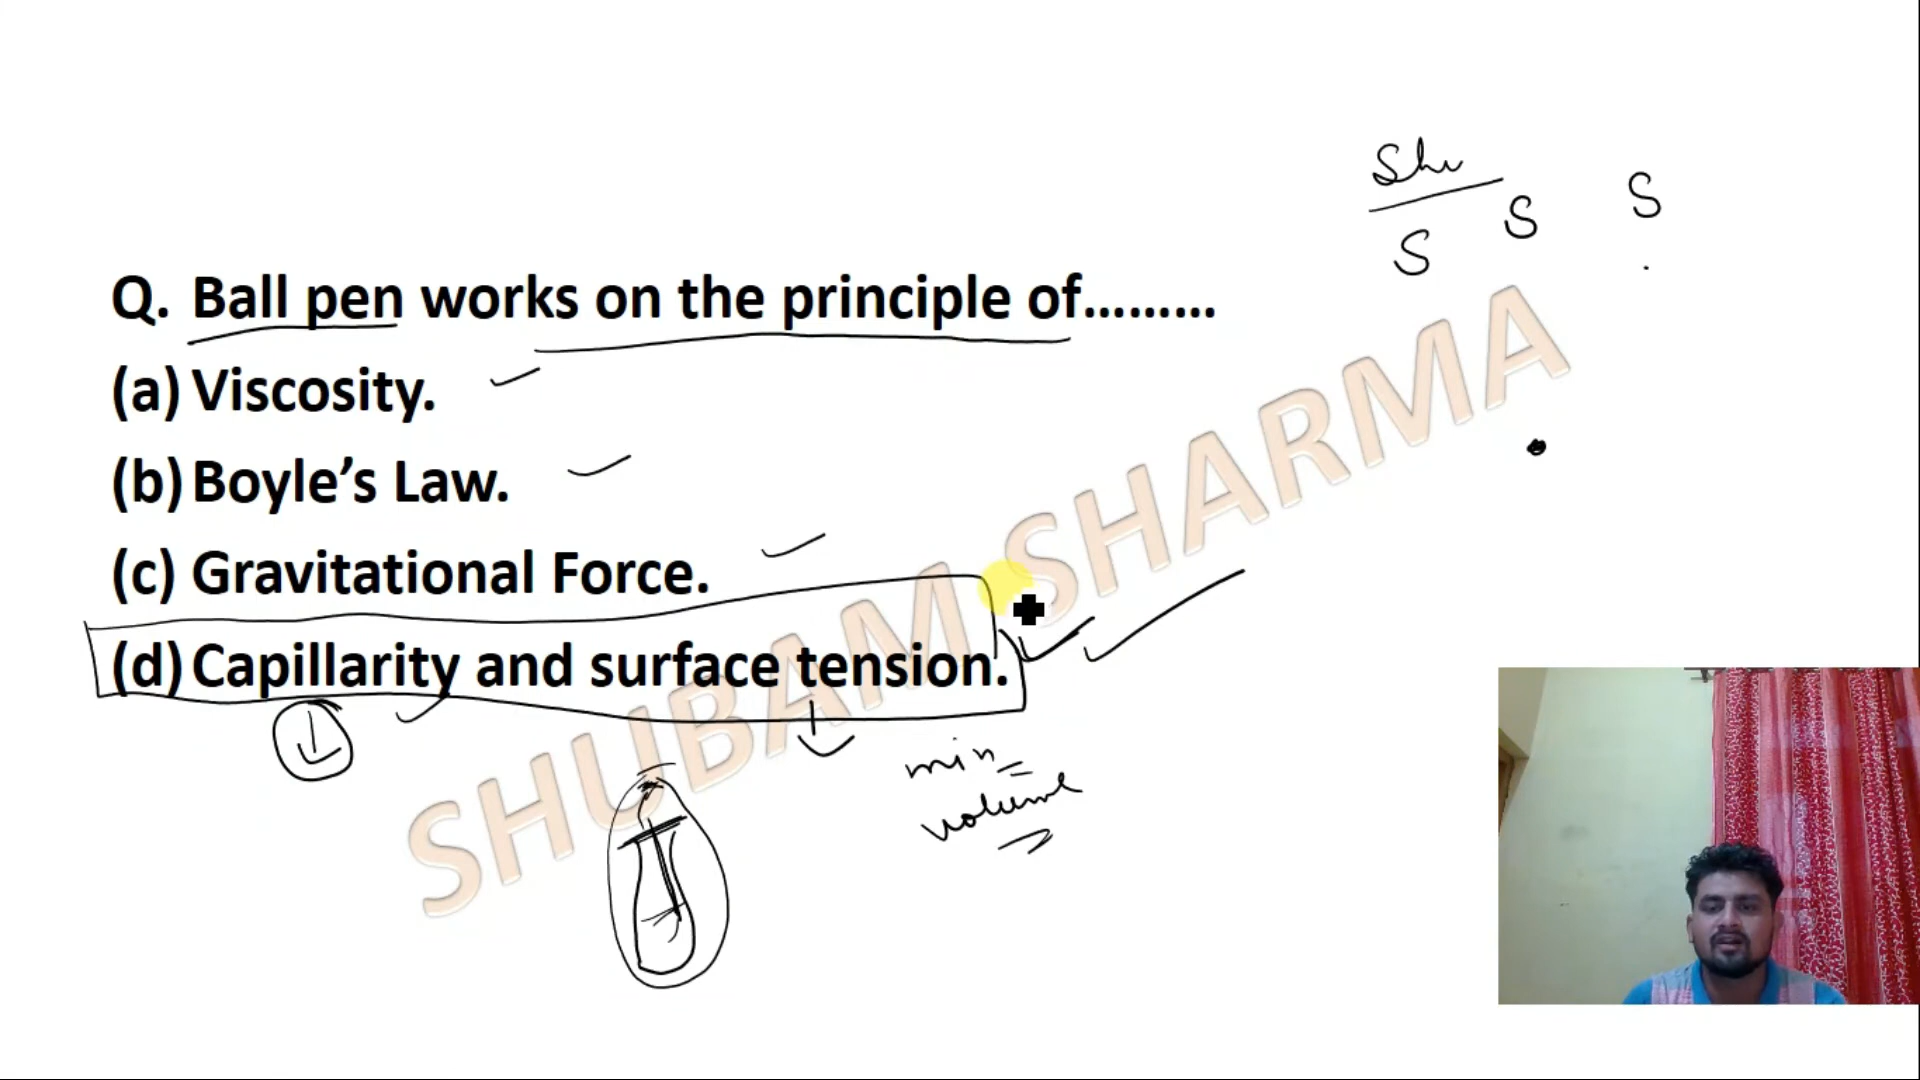 Shu
S S S
Q. Ball pen works on the principle of.........
(a) Viscosity.
(b) Boyle’s Law.
(c) Gravitational Force.
(d) Capillarity and surface tension.
min
volume
SHUBAM SHARMA